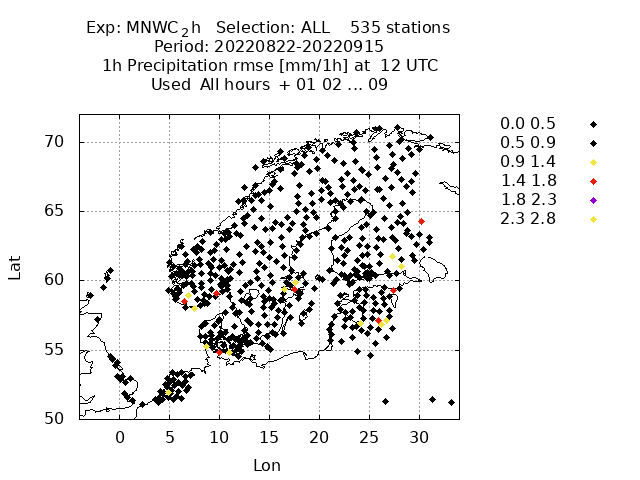 Exp: MNWC_2h   Selection: ALL    535 stations
Period: 20220822-20220915
1h Precipitation rmse [mm/1h] at  12 UTC
Used  All hours  + 01 02 ... 09
0.0 0.5
0.5 0.9
0.9 1.4
1.4 1.8
1.8 2.3
2.3 2.8
Lat
70
65
60
55
50
0 5 10 15 20 25 30
Lon